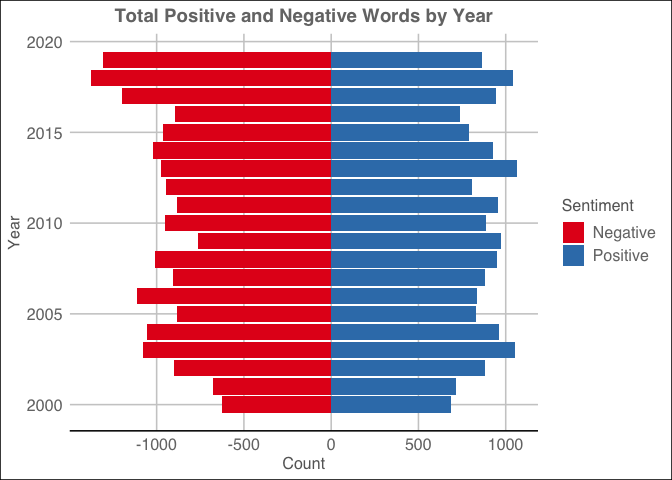 Total Positive and Negative Words by Year
2020
2015
2010
2005
2000
Year
-1000 -500 0 500 1000
Count
Sentiment
Negative
Positive